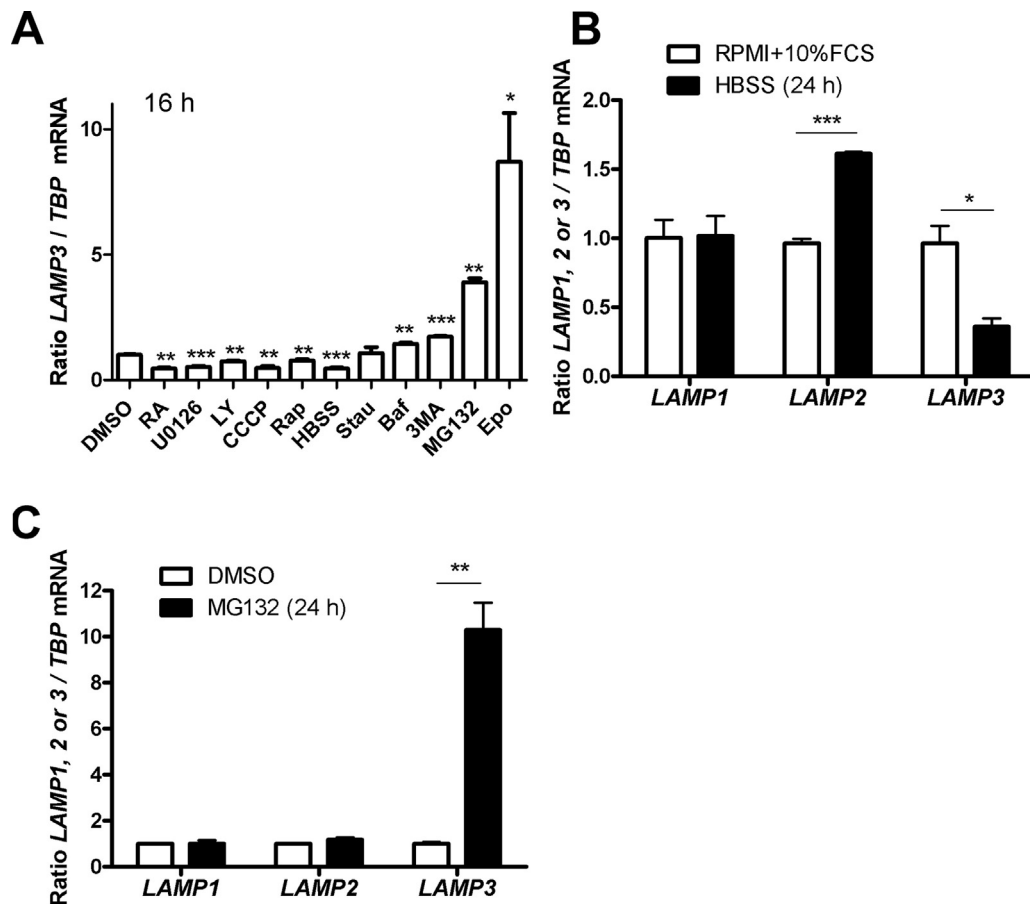 A
16 h
Ratio LAMP3 / TBP mRNA
10
5
0
** *** ** ** ** *** ** *** ** *
DMSO RA U0126 LY CCCP Rap HBSS Stau Baf 3MA MG132 Epo
B
RPMI+10%FCS
HBSS (24 h)
Ratio LAMP1, 2 or 3 / TBP mRNA
2.0
1.5
1.0
0.5
0.0
***
*
LAMP1 LAMP2 LAMP3
C
DMSO
MG132 (24 h)
Ratio LAMP1, 2 or 3 / TBP mRNA
12
10
8
6
4
2
0
**
LAMP1 LAMP2 LAMP3